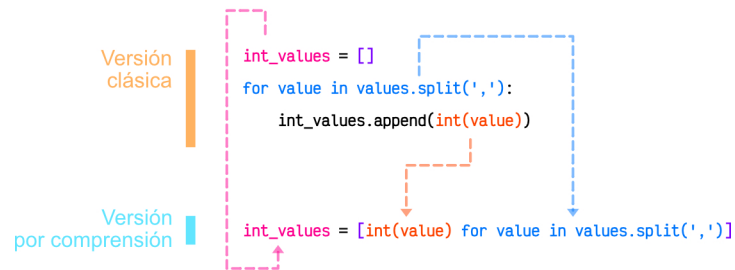 Versión
clásica
int_values = []
for value in values.split(','):
int_values.append(int(value))
Versión
por comprensión
int_values = [int(value) for value in values.split(',')]